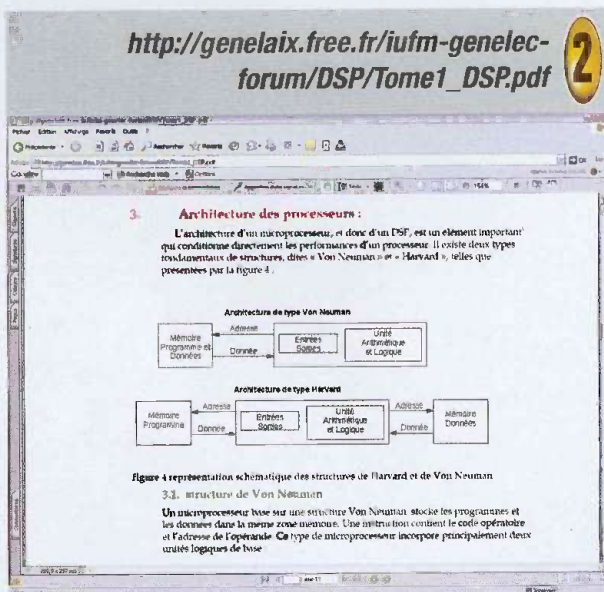 http://genelaix.free.fr/iufm-genelec-
forum/DSP/Tome1_DSP.pdf
2
Fichier Edition Affichage Favoris Outils ?
Rechercher Favoris
3. Architecture des processeurs :
L'architecture d'un microprocesseur, et donc d'un DSP, est un élément important
qui conditionne directement les performances d'un processeur. Il existe deux types
fondamentaux de structures, dites « Von Neuman » et « Harvard », telles que
présentées par la figure 4 .
Architecture de type Von Neuman
Mémoire
Programme et
Données
Adresse
Donnée
Entrées
Sorties
Unité
Arithmétique
et Logique
Architecture de type Harvard
Mémoire
Programme
Adresse
Donnée
Entrées
Sorties
Unité
Arithmétique
et Logique
Adresse
Donnée
Mémoire
Données
figure 4 représentation schématique des structures de Harvard et de Von Neuman
3.1. structure de Von Neuman
Un microprocesseur basé sur une structure Von Neuman stocke les programmes et
les données dans la même zone mémoire. Une instruction contient le code opératoire
et l'adresse de l'opérande. Ce type de microprocesseur incorpore principalement deux
unités logiques de base